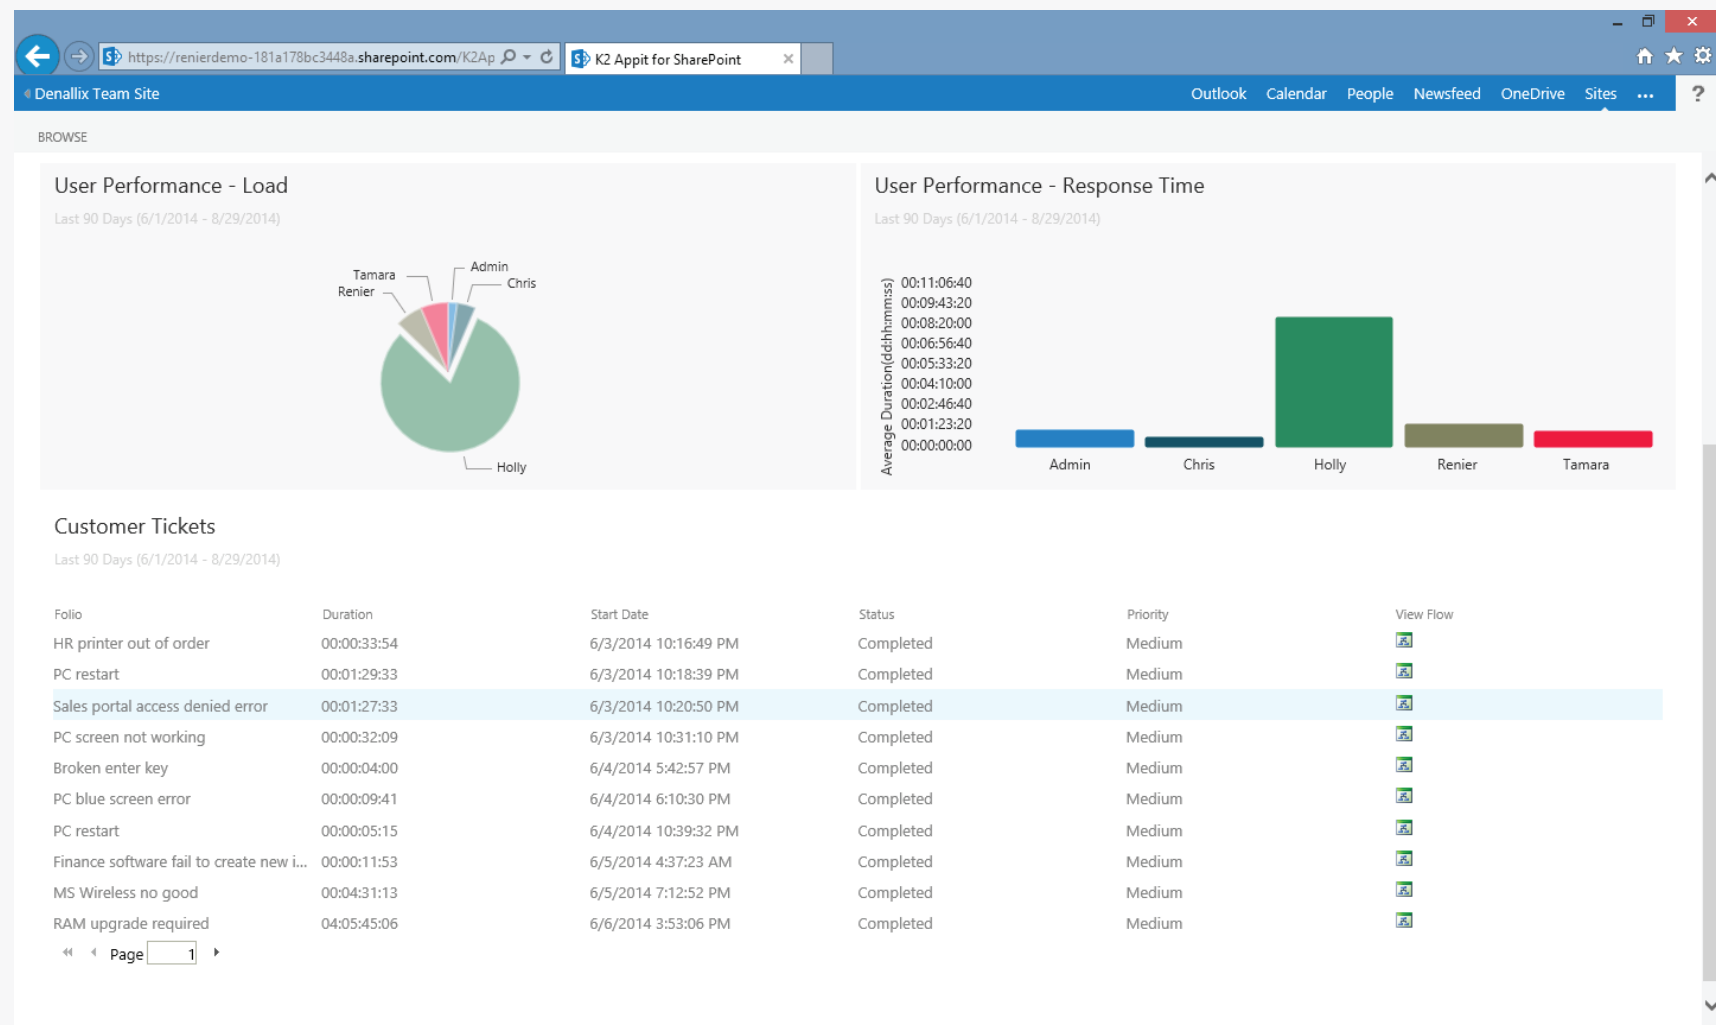 https://renierdemo-181a178bc3448a.sharepoint.com/K2Ap
K2 Appit for SharePoint
Denallix Team Site
Outlook Calendar People Newsfeed OneDrive Sites ... ?
BROWSE
User Performance - Load
Last 90 Days (6/1/2014 - 8/29/2014)
Tamara
Admin
Renier
Chris
Holly
User Performance - Response Time
Last 90 Days (6/1/2014 - 8/29/2014)
Average Duration(dd:hh:mm:ss)
00:11:06:40
00:09:43:20
00:08:20:00
00:06:56:40
00:05:33:20
00:04:10:00
00:02:46:40
00:01:23:20
00:00:00:00
Admin Chris Holly Renier Tamara
Customer Tickets
Last 90 Days (6/1/2014 - 8/29/2014)
Folio Duration Start Date Status Priority View Flow
HR printer out of order 00:00:33:54 6/3/2014 10:16:49 PM Completed Medium
PC restart 00:01:29:33 6/3/2014 10:18:39 PM Completed Medium
Sales portal access denied error 00:01:27:33 6/3/2014 10:20:50 PM Completed Medium
PC screen not working 00:00:32:09 6/3/2014 10:31:10 PM Completed Medium
Broken enter key 00:00:04:00 6/4/2014 5:42:57 PM Completed Medium
PC blue screen error 00:00:09:41 6/4/2014 6:10:30 PM Completed Medium
PC restart 00:00:05:15 6/4/2014 10:39:32 PM Completed Medium
Finance software fail to create new i... 00:00:11:53 6/5/2014 4:37:23 AM Completed Medium
MS Wireless no good 00:04:31:13 6/5/2014 7:12:52 PM Completed Medium
RAM upgrade required 04:05:45:06 6/6/2014 3:53:06 PM Completed Medium
Page 1